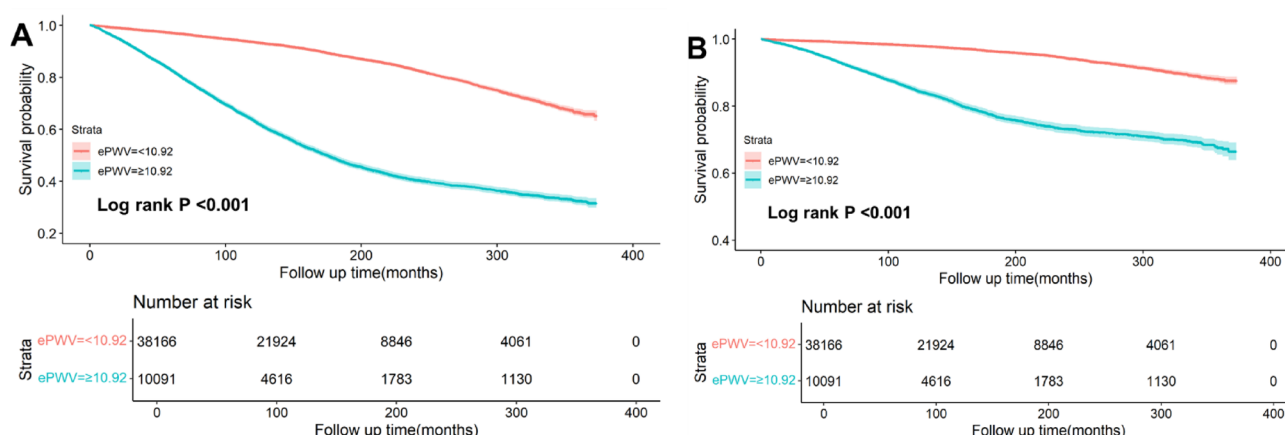 A
Survival probability
1.0
0.8
0.6
0.4
0.2
Strata
ePWV=<10.92
ePWV=≥10.92
Log rank P <0.001
0 100 200 300 400
Follow up time(months)
Number at risk
Strata
ePWV=<10.92 38166 21924 8846 4061 0
ePWV=≥10.92 10091 4616 1783 1130 0
0 100 200 300 400
Follow up time(months)
B
Survival probability
1.0
0.8
0.6
0.4
Strata
ePWV=<10.92
ePWV=≥10.92
Log rank P <0.001
0 100 200 300 400
Follow up time(months)
Number at risk
Strata
ePWV=<10.92 38166 21924 8846 4061 0
ePWV=≥10.92 10091 4616 1783 1130 0
0 100 200 300 400
Follow up time(months)